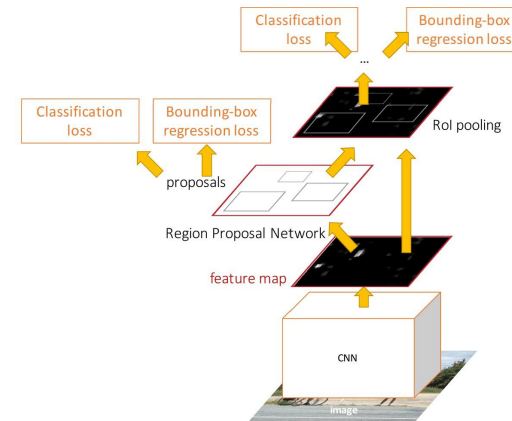 Classification
loss
Bounding-box
regression loss
...
RoI pooling
Classification
loss
Bounding-box
regression loss
proposals
Region Proposal Network
feature map
CNN
image